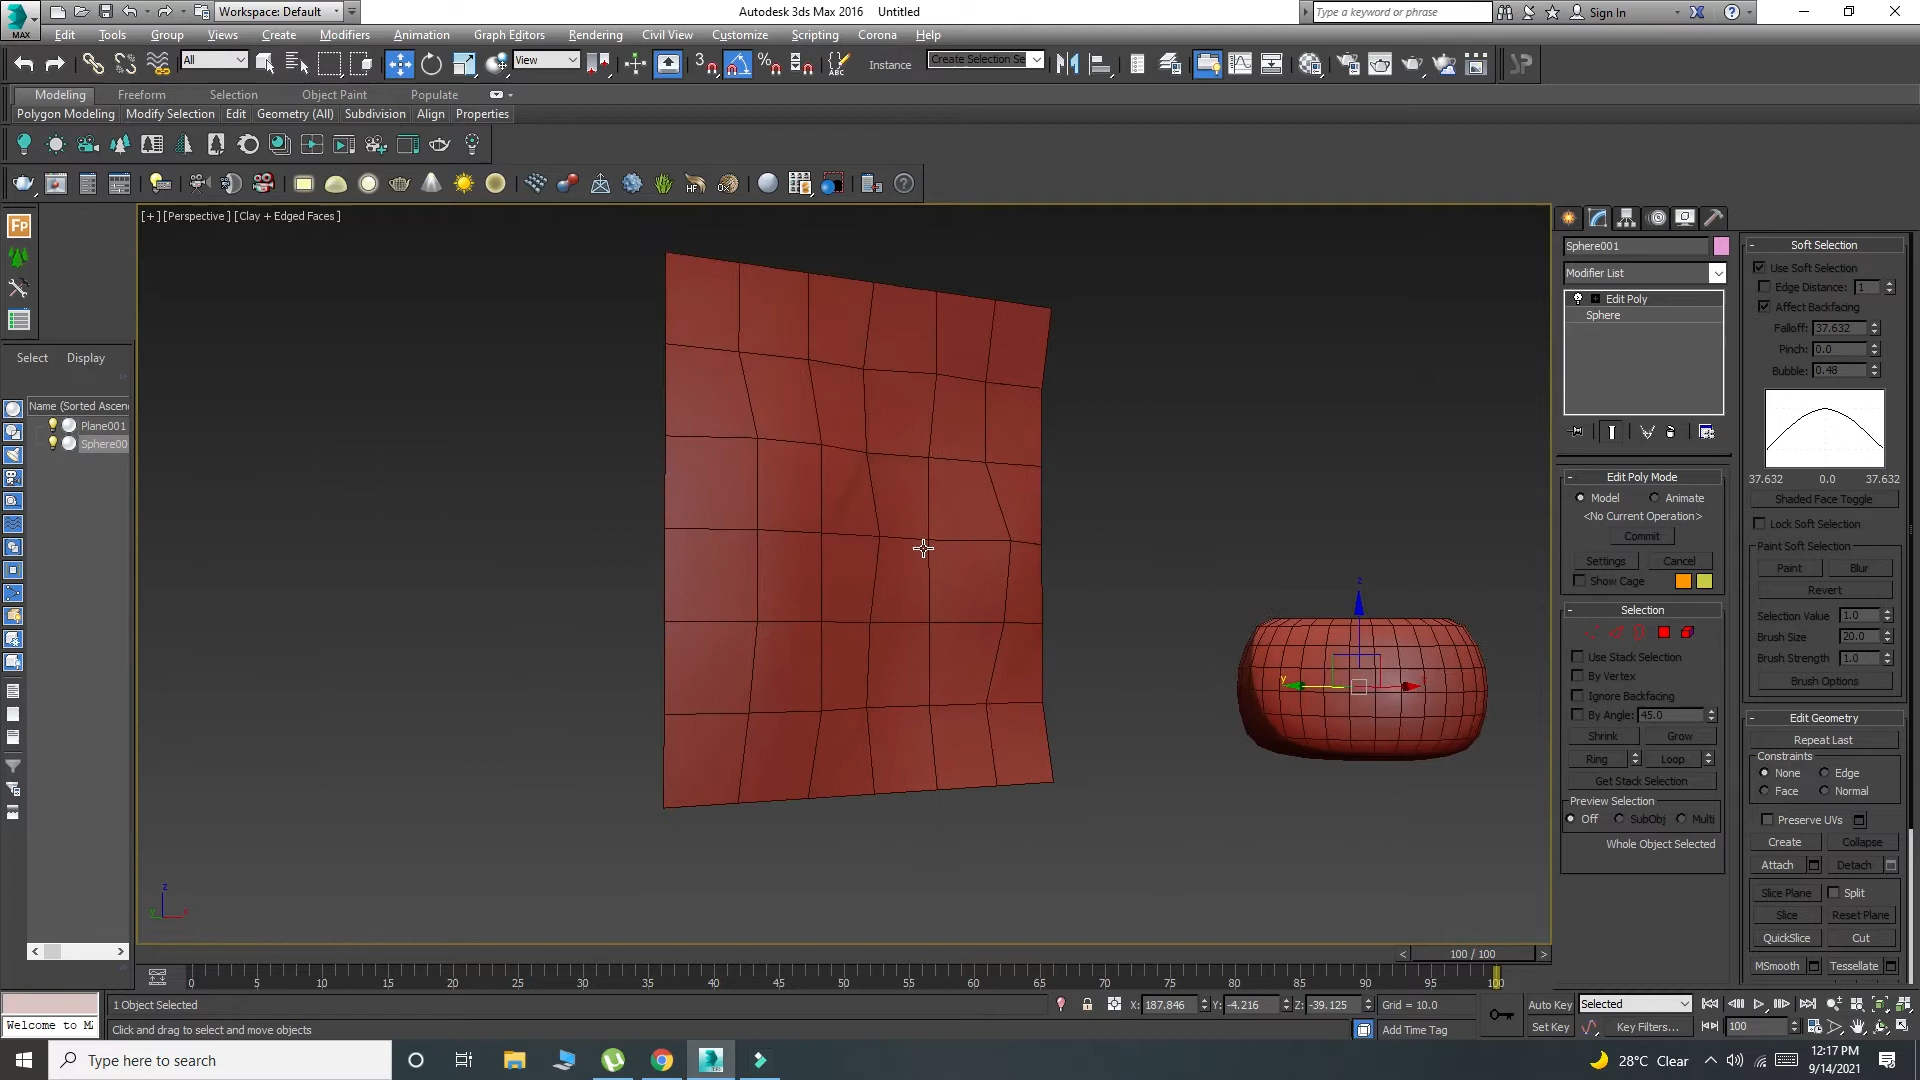 MAX
Workspace: Default
Autodesk 3ds Max 2016 Untitled
Type a keyword or phrase
Sign In
Edit Tools Group Views Create Modifiers Animation Graph Editors Rendering Civil View Customize Scripting Corona Help
All
View
3
%
ABC
Instance
Create Selection Se
SP
Modeling Freeform Selection Object Paint Populate
Polygon Modeling Modify Selection Edit Geometry (All) Subdivision Align Properties
HF
[+] [Perspective] [Clay + Edged Faces]
Fp
Select Display
Name (Sorted Ascen
Plane001
Sphere00
z
y
x
z
y
Sphere001
Modifier List
Edit Poly
Sphere
Edit Poly Mode
Model Animate
<No Current Operation>
Commit
Settings Cancel
Show Cage
Selection
Use Stack Selection
By Vertex
Ignore Backfacing
By Angle: 45.0
Shrink Grow
Ring Loop
Get Stack Selection
Preview Selection
Off SubObj Multi
Whole Object Selected
Soft Selection
Use Soft Selection
Edge Distance: 1
Affect Backfacing
Falloff: 37.632
Pinch: 0.0
Bubble: 0.48
37.632 0.0 37.632
Shaded Face Toggle
Lock Soft Selection
Paint Soft Selection
Paint Blur
Revert
Selection Value 1.0
Brush Size 20.0
Brush Strength 1.0
Brush Options
Edit Geometry
Repeat Last
Constraints
None Edge
Face Normal
Preserve UVs
Create Collapse
Attach Detach
Slice Plane Split
Slice Reset Plane
QuickSlice Cut
MSmooth Tessellate
< 100 / 100 >
0 5 10 15 20 25 30 35 40 45 50 55 60 65 70 75 80 85 90 95 100
1 Object Selected
X: 187.846 Y: -4.216 Z: -39.125 Grid = 10.0
Auto Key Selected
Welcome to M
Click and drag to select and move objects
Add Time Tag
Set Key Key Filters...
100
Type here to search
28°C Clear
12:17 PM
9/14/2021